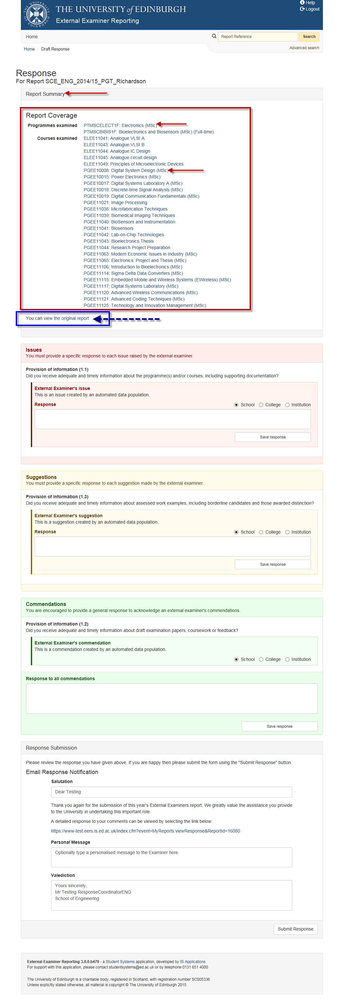 THE UNIVERSITY of EDINBURGH
External Examiner Reporting
Help
Logout
Home
Report Reference
Search
Home / Draft Response
Advanced search
Response
For Report SCE_ENG_2014/15_PGT_Richardson
Report Summary
Report Coverage
Programmes examined PTMSCELECT1F: Electronics (MSc)
PTMSCBIBIS1F: Bioelectronics and Biosensors (MSc) (Full-time)
Courses examined ELEE11041: Analogue VLSI A
ELEE11043: Analogue VLSI B
ELEE11044: Analogue IC Design
ELEE11045: Analogue circuit design
ELEE11049: Principles of Microelectronic Devices
PGEE10008: Digital System Design (MSc)
PGEE10015: Power Electronics (MSc)
PGEE10017: Digital Systems Laboratory A (MSc)
PGEE10018: Discrete-time Signal Analysis (MSc)
PGEE10019: Digital Communication Fundamentals (MSc)
PGEE11021: Image Processing
PGEE11038: Microfabrication Techniques
PGEE11039: Biomedical Imaging Techniques
PGEE11040: BioSensors and Instrumentation
PGEE11041: Biosensors
PGEE11042: Lab-on-Chip Technologies
PGEE11043: Bioelectronics Thesis
PGEE11044: Research Project Preparation
PGEE11063: Modern Economic Issues in Industry (MSc)
PGEE11065: Electronics: Project and Thesis (MSc)
PGEE11106: Introduction to Bioelectronics (MSc)
PGEE11114: Sigma Delta Data Converters (MSc)
PGEE11115: Embedded Mobile and Wireless Systems (EWireless) (MSc)
PGEE11117: Digital Systems Laboratory (MSc)
PGEE11120: Advanced Wireless Communications (MSc)
PGEE11121: Advanced Coding Techniques (MSc)
PGEE11125: Technology and Innovation Management (MSc)
You can view the original report
Issues
You must provide a specific response to each issue raised by the external examiner.
Provision of Information (1.1)
Did you receive adequate and timely information about the programme(s) and/or courses, including supporting documentation?
External Examiner's issue
This is an issue created by an automated data population.
Response School College Institution
Save response
Suggestions
You must provide a specific response to each suggestion made by the external examiner.
Provision of Information (1.3)
Did you receive adequate and timely information about assessed work examples, including borderline candidates and those awarded distinction?
External Examiner's suggestion
This is a suggestion created by an automated data population.
Response School College Institution
Save response
Commendations
You are encouraged to provide a general response to acknowledge an external examiner's commendations.
Provision of Information (1.2)
Did you receive adequate and timely information about draft examination papers, coursework or feedback?
External Examiner's commendation
This is a commendation created by an automated data population.
School College Institution
Response to all commendations
Save response
Response Submission
Please review the response you have given above. If you are happy then please submit the form using the "Submit Response" button.
Email Response Notification
Salutation
Dear Testing
Thank you again for the submission of this year's External Examiners report. We greatly value the assistance you provide
to the University in undertaking this important role.
A detailed response to your comments can be viewed by selecting the link below:
https://www-test.eers.is.ed.ac.uk/index.cfm?event=MyReports:viewResponse&ReportId=16080
Personal Message
Optionally type a personalised message to the Examiner here.
Valediction
Yours sincerely,
Mr Testing ResponseCoordinatorENG
School of Engineering
Submit Response
External Examiner Reporting 3.0.0.b479 - a Student Systems application, developed by IS Applications
For support with this application, please contact studentsystems@ed.ac.uk or by telephone 0131 651 4000
The University of Edinburgh is a charitable body, registered in Scotland, with registration number SC005336
Unless explicitly stated otherwise, all material is copyright © The University of Edinburgh 2015